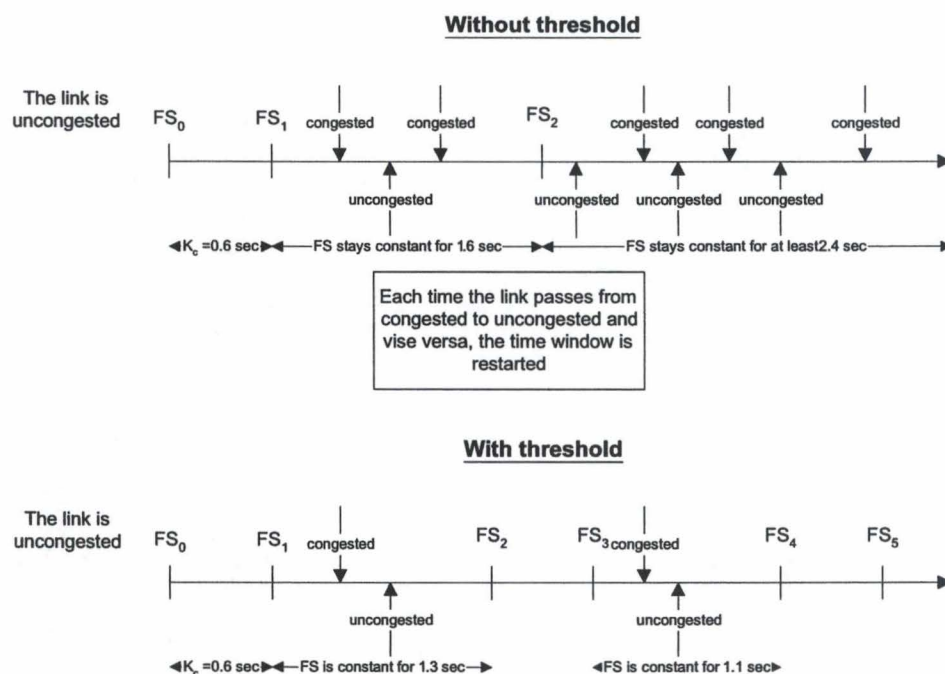 Without threshold
The link is
uncongested
FS0 FS1 congested congested FS2 congested congested congested
uncongested uncongested uncongested uncongested
Kc =0.6 sec FS stays constant for 1.6 sec FS stays constant for at least2.4 sec
Each time the link passes from
congested to uncongested and
vise versa, the time window is
restarted
With threshold
The link is
uncongested
FS0 FS1 congested FS2 FS3 congested FS4 FS5
uncongested uncongested
Kc =0.6 sec FS is constant for 1.3 sec FS is constant for 1.1 sec